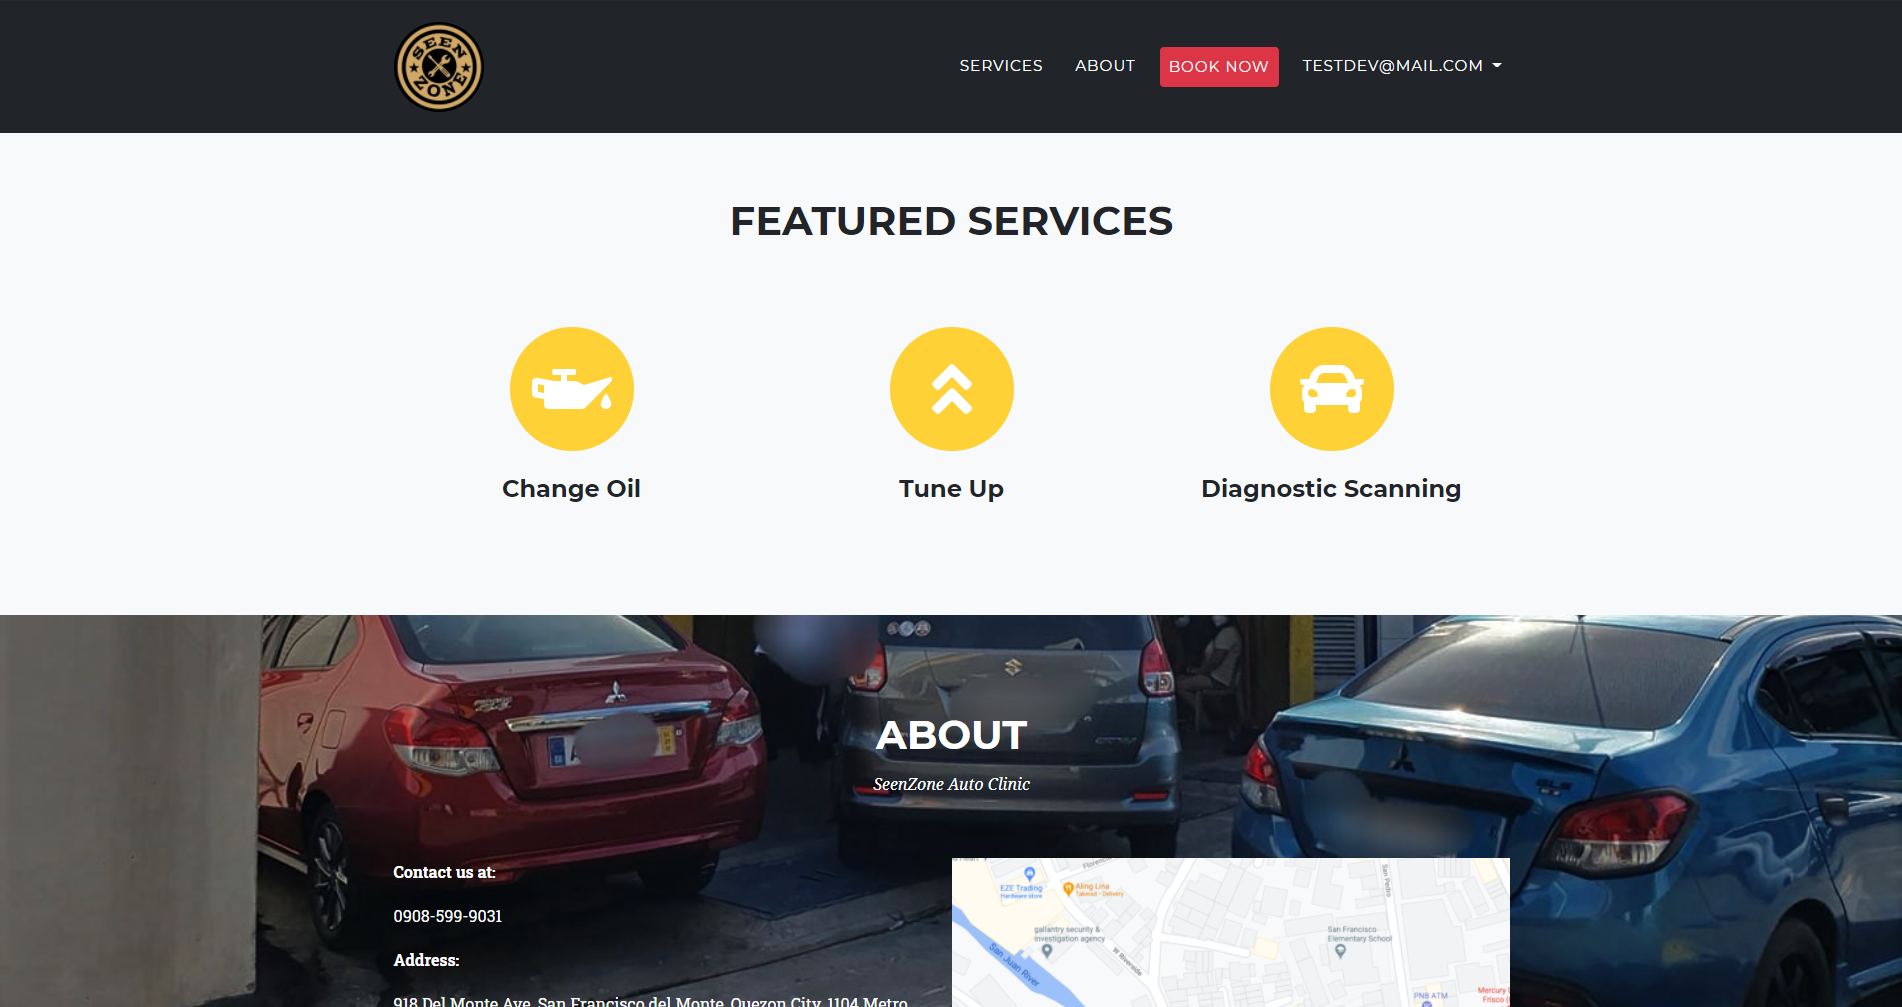 SEEN
ZONE
SERVICES
ABOUT
BOOK NOW
TESTDEV@MAIL.COM
FEATURED SERVICES
Change Oil
Tune Up
Diagnostic Scanning
ABOUT
SeenZone Auto Clinic
Contact us at:
0908-599-9031
Address:
918 Del Monte Ave, San Francisco del Monte, Quezon City, 1104 Metro
EZE Trading
Hardware store
Aling Lina
Takeout • Delivery
gallantry security &
investigation agency
San Juan River
W Riverside
San Pedro
San Francisco
Elementary School
PNB ATM
Mercury
Frisco